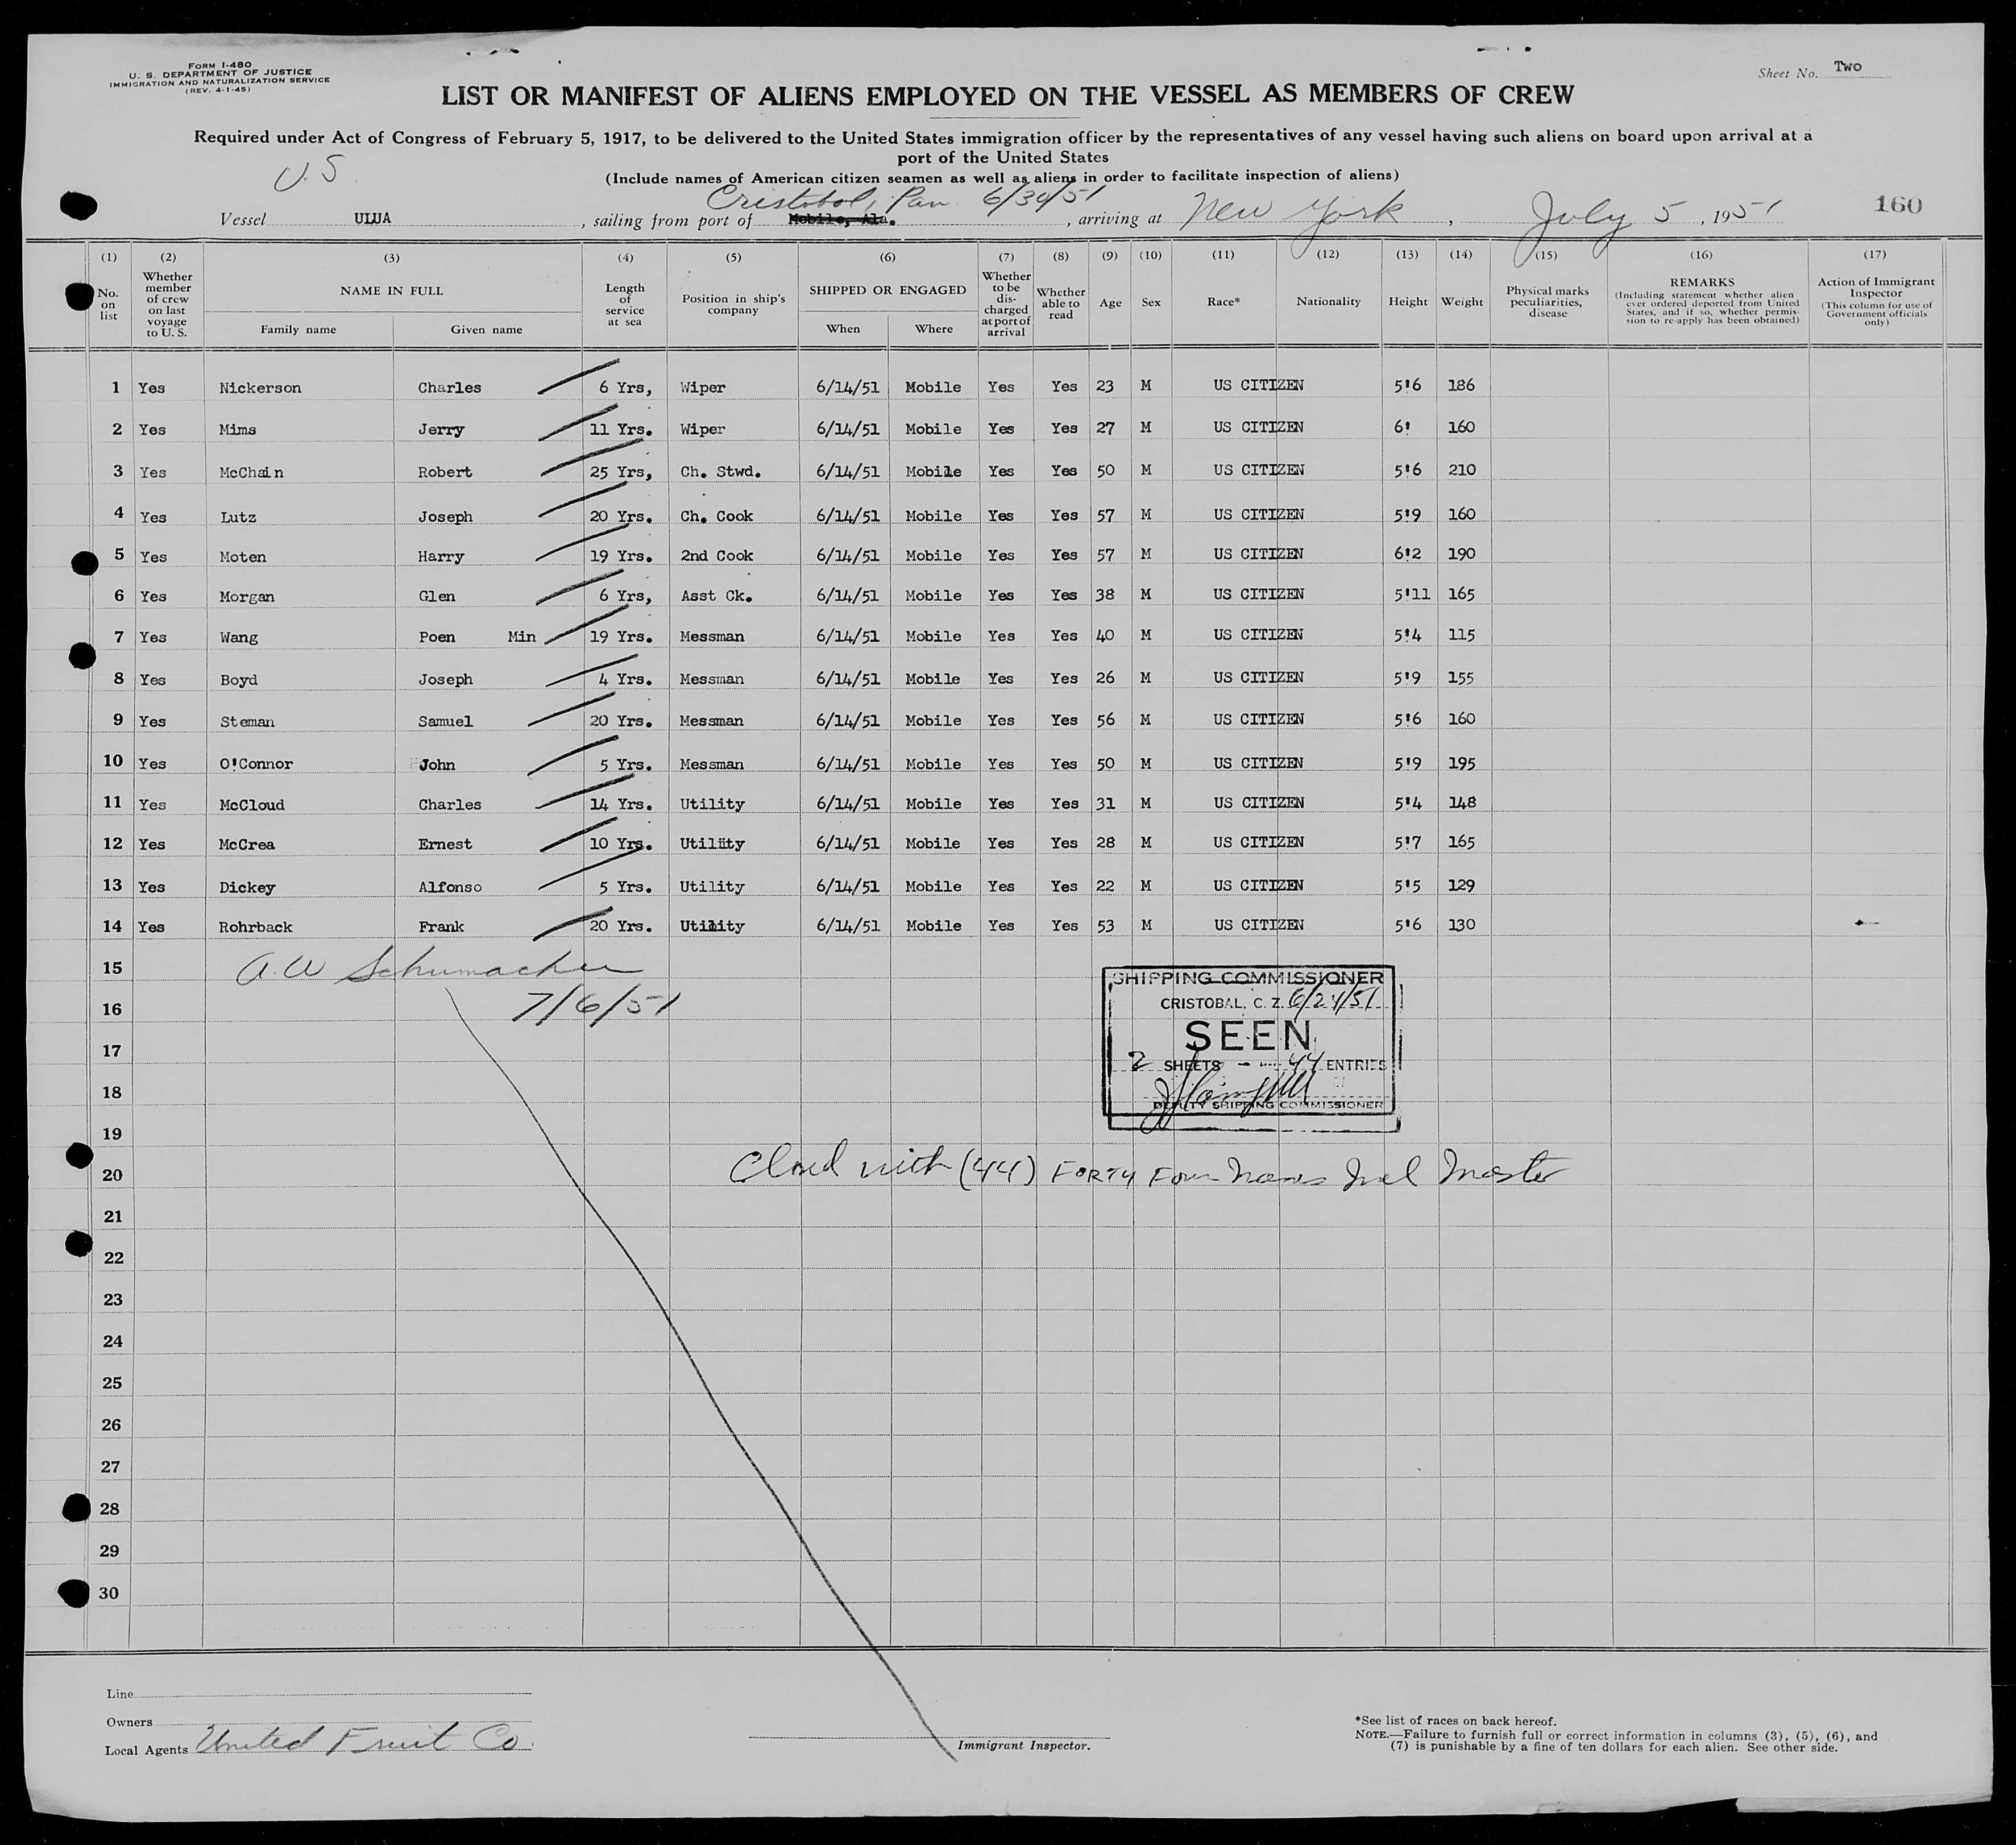 FORM I-480
U. S. DEPARTMENT OF JUSTICE
IMMIGRATION AND NATURALIZATION SERVICE
(REV. 4-1-45)
Sheet No. Two
LIST OR MANIFEST OF ALIENS EMPLOYED ON THE VESSEL AS MEMBERS OF CREW
Required under Act of Congress of February 5, 1917, to be delivered to the United States immigration officer by the representatives of any vessel having such aliens on board upon arrival at a
port of the United States
(Include names of American citizen seamen as well as aliens in order to facilitate inspection of aliens)
U.S.
Cristobal, Pan. 6/30/51
Vessel ULUA, sailing from port of Mobile, Ala., arriving at New York, July 5, 1951 160
(1) (2) (3) (4) (5) (6) (7) (8) (9) (10) (11) (12) (13) (14) (15) (16) (17)
No. on list Whether member of crew on last voyage to U. S. NAME IN FULL Family name Given name Length of service at sea Position in ship's company SHIPPED OR ENGAGED When Where Whether to be discharged at port of arrival Whether able to read Age Sex Race* Nationality Height Weight Physical marks peculiarities, disease REMARKS (Including statement whether alien ever ordered deported from United States, and if so, whether permission to re-apply has been obtained) Action of Immigrant Inspector (This column for use of Government officials only)
1 Yes Nickerson Charles 6 Yrs, Wiper 6/14/51 Mobile Yes Yes 23 M US CITIZEN 5'6 186
2 Yes Mims Jerry 11 Yrs. Wiper 6/14/51 Mobile Yes Yes 27 M US CITIZEN 6' 160
3 Yes McChain Robert 25 Yrs, Ch. Stwd. 6/14/51 Mobile Yes Yes 50 M US CITIZEN 5'6 210
4 Yes Lutz Joseph 20 Yrs. Ch. Cook 6/14/51 Mobile Yes Yes 57 M US CITIZEN 5'9 160
5 Yes Moten Harry 19 Yrs. 2nd Cook 6/14/51 Mobile Yes Yes 57 M US CITIZEN 6'2 190
6 Yes Morgan Glen 6 Yrs, Asst Ck. 6/14/51 Mobile Yes Yes 38 M US CITIZEN 5'11 165
7 Yes Wang Poen Min 19 Yrs. Messman 6/14/51 Mobile Yes Yes 40 M US CITIZEN 5'4 115
8 Yes Boyd Joseph 4 Yrs. Messman 6/14/51 Mobile Yes Yes 26 M US CITIZEN 5'9 155
9 Yes Steman Samuel 20 Yrs. Messman 6/14/51 Mobile Yes Yes 56 M US CITIZEN 5'6 160
10 Yes O'Connor John 5 Yrs. Messman 6/14/51 Mobile Yes Yes 50 M US CITIZEN 5'9 195
11 Yes McCloud Charles 14 Yrs. Utility 6/14/51 Mobile Yes Yes 31 M US CITIZEN 5'4 148
12 Yes McCrea Ernest 10 Yrs. Utility 6/14/51 Mobile Yes Yes 28 M US CITIZEN 5'7 165
13 Yes Dickey Alfonso 5 Yrs. Utility 6/14/51 Mobile Yes Yes 22 M US CITIZEN 5'5 129
14 Yes Rohrback Frank 20 Yrs. Utility 6/14/51 Mobile Yes Yes 53 M US CITIZEN 5'6 130
15 A. W Schumacher
16 7/6/51
17
18
19
SHIPPING COMMISSIONER
CRISTOBAL, C. Z. 6/24/51
SEEN
2 SHEETS - 44 ENTRIES
DEPUTY SHIPPING COMMISSIONER
20 Closed with (44) FORTY Four names Incl Master
21
22
23
24
25
26
27
28
29
30
Line
Owners
Local Agents United Fruit Co.
Immigrant Inspector.
*See list of races on back hereof.
NOTE.—Failure to furnish full or correct information in columns (3), (5), (6), and
(7) is punishable by a fine of ten dollars for each alien. See other side.